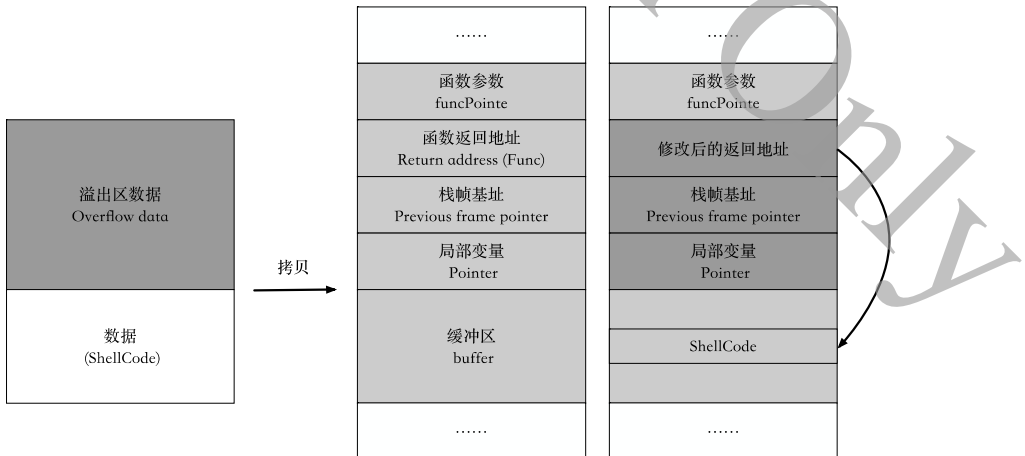 溢出区数据
Overflow data
数据
(ShellCode)
拷贝
……
函数参数
funcPointe
函数返回地址
Return address (Func)
栈帧基址
Previous frame pointer
局部变量
Pointer
缓冲区
buffer
……
……
函数参数
funcPointe
修改后的返回地址
栈帧基址
Previous frame pointer
局部变量
Pointer
ShellCode
……
Only